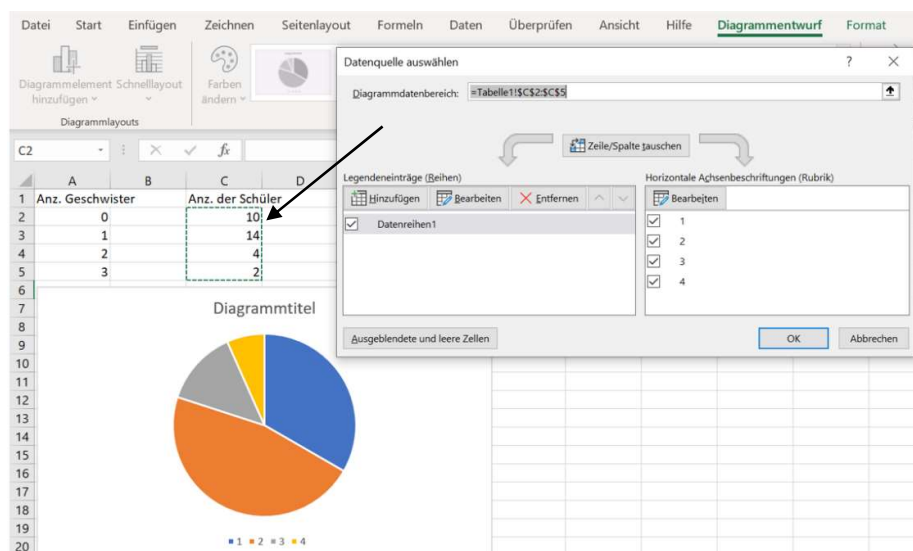 Datei Start Einfügen Zeichnen Seitenlayout Formeln Daten Überprüfen Ansicht Hilfe Diagrammentwurf Format
Diagrammelement hinzufügen
Schnelllayout
Farben ändern
Diagrammlayouts
Datenquelle auswählen ? ×
Diagrammdatenbereich: =Tabelle1!$C$2:$C$5
Zeile/Spalte tauschen
Legendeneinträge (Reihen)
Hinzufügen Bearbeiten Entfernen
Datenreihen1
Horizontale Achsenbeschriftungen (Rubrik)
Bearbeiten
1
2
3
4
Ausgeblendete und leere Zellen
OK Abbrechen
C2 fx
A B C D
1 Anz. Geschwister Anz. der Schüler
2 0 10
3 1 14
4 2 4
5 3 2
6
7
8
9
10
11
12
13
14
15
16
17
18
19
20
Diagrammtitel
1 2 3 4